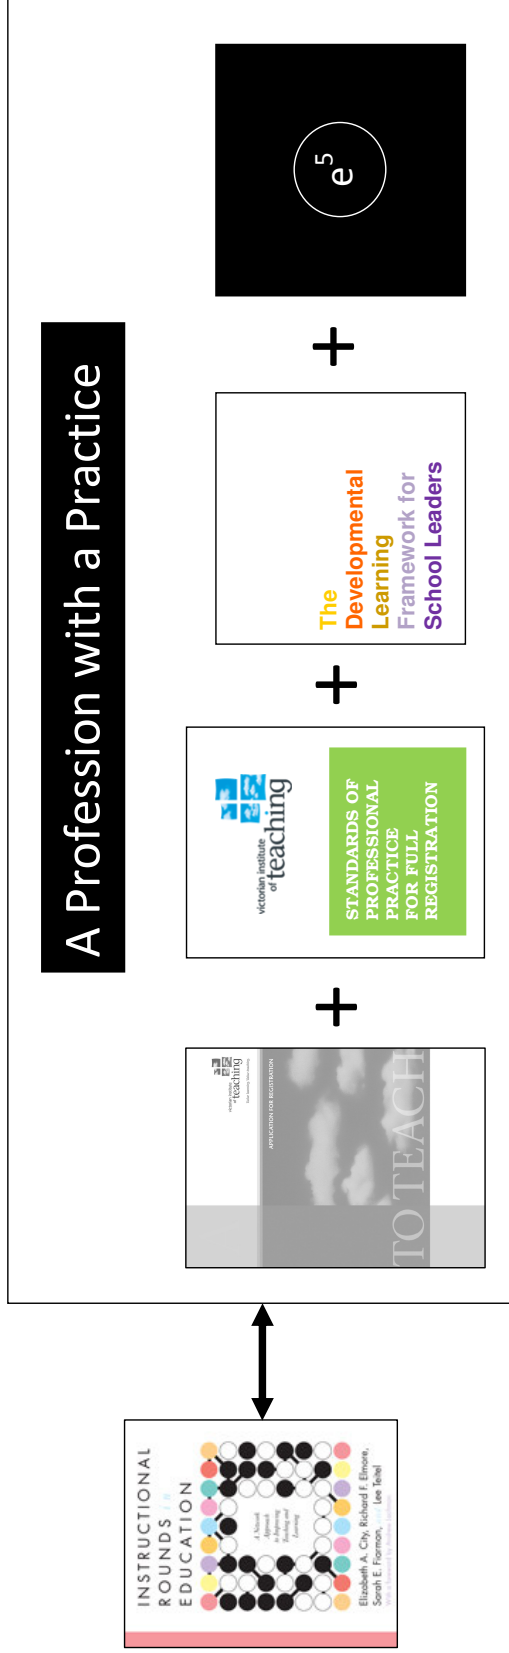 A Profession with a Practice
INSTRUCTIONAL
ROUNDS in
EDUCATION
A Network
Approach
to Improving
Teaching and
Learning
Elizabeth A. City, Richard F. Elmore,
Sarah E. Fiarman, and Lee Teitel
victorian institute
of teaching
APPLICATION FOR REGISTRATION
TO TEACH
+
victorian institute
of teaching
STANDARDS OF
PROFESSIONAL
PRACTICE
FOR FULL
REGISTRATION
+
The
Developmental
Learning
Framework for
School Leaders
+
e⁵